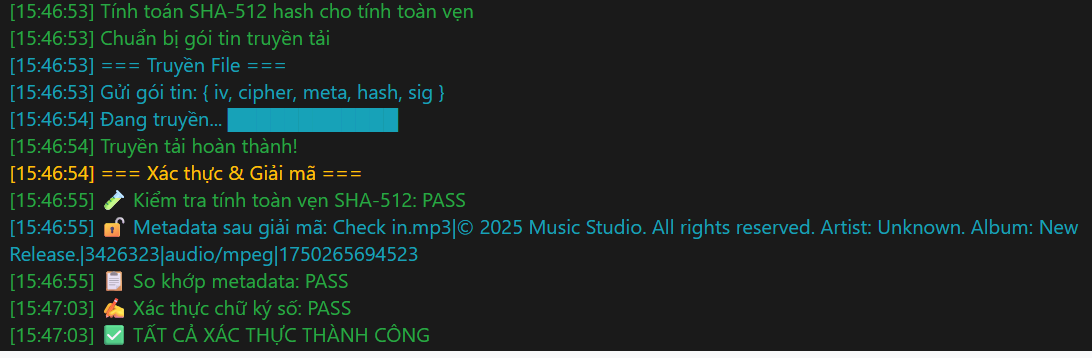 [15:46:53] Tính toán SHA-512 hash cho tính toàn vẹn
[15:46:53] Chuẩn bị gói tin truyền tải
[15:46:53] === Truyền File ===
[15:46:53] Gửi gói tin: { iv, cipher, meta, hash, sig }
[15:46:54] Đang truyền... ████████████
[15:46:54] Truyền tải hoàn thành!
[15:46:54] === Xác thực & Giải mã ===
[15:46:55] 🧪 Kiểm tra tính toàn vẹn SHA-512: PASS
[15:46:55] 🔓 Metadata sau giải mã: Check in.mp3|© 2025 Music Studio. All rights reserved. Artist: Unknown. Album: New
Release.|3426323|audio/mpeg|1750265694523
[15:46:55] 📋 So khớp metadata: PASS
[15:47:03] ✍️ Xác thực chữ ký số: PASS
[15:47:03] ✅ TẤT CẢ XÁC THỰC THÀNH CÔNG